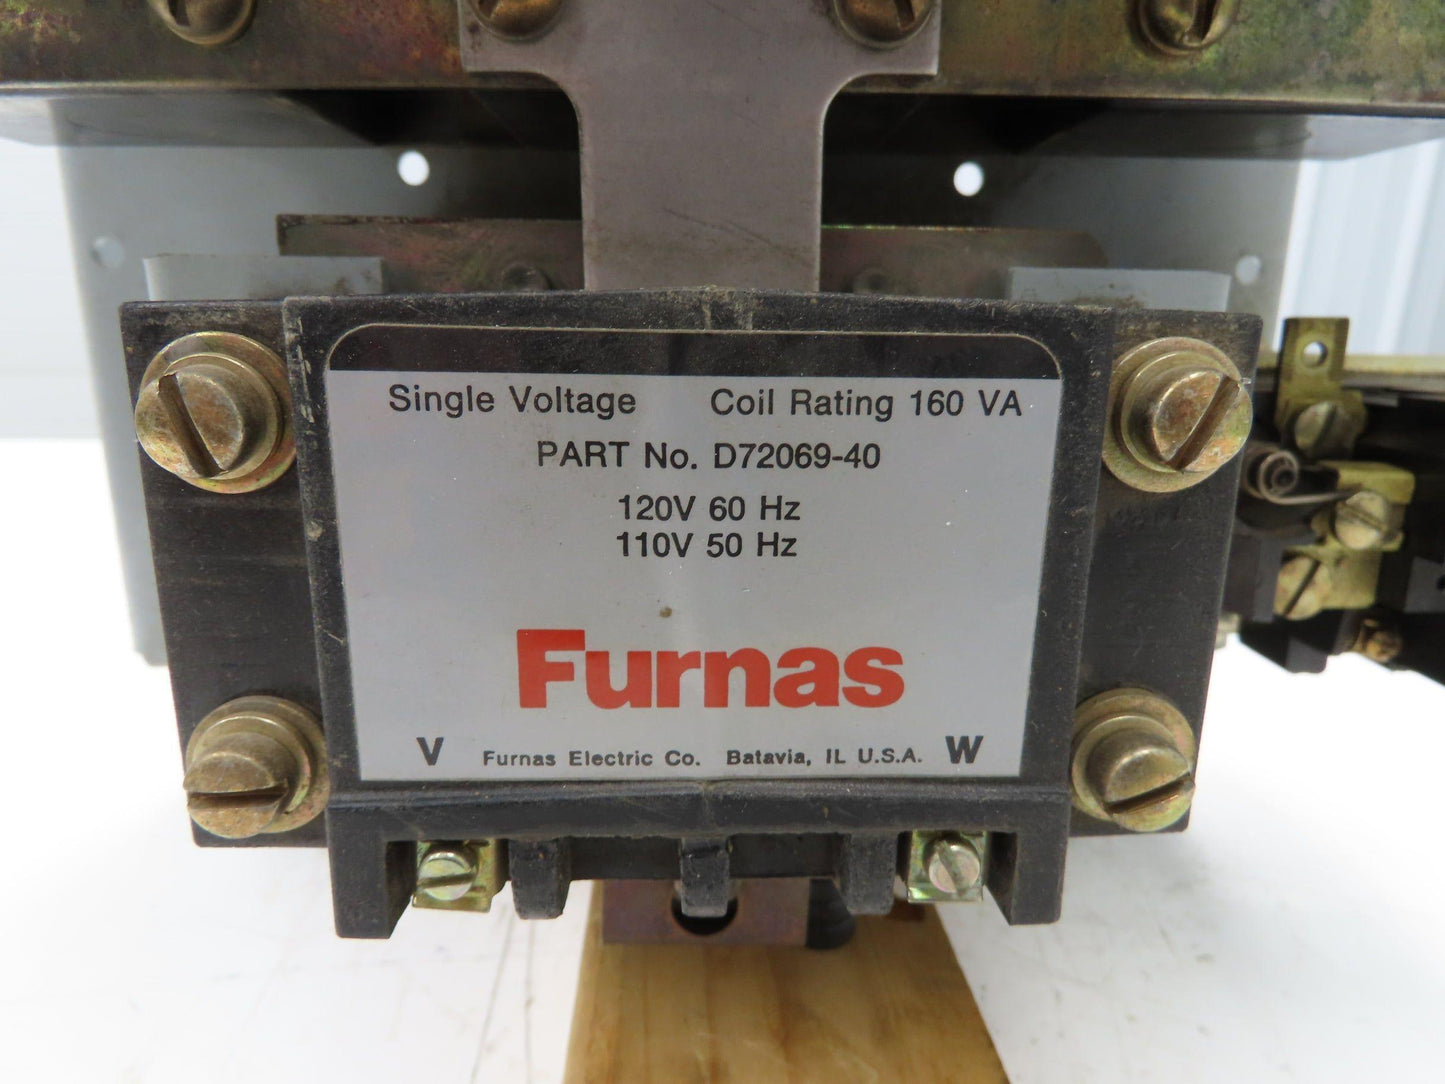 Single Voltage Coil Rating 160 VA
PART No. D72069-40
120V 60 Hz
110V 50 Hz
Furnas
V Furnas Electric Co. Batavia, IL U.S.A. W